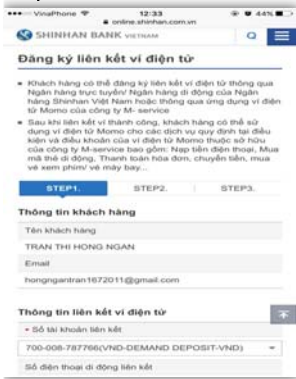 VinaPhone 12:33 44%
online.shinhan.com.vn
SHINHAN BANK VIETNAM
Đăng ký liên kết ví điện tử
Khách hàng có thể đăng ký liên kết ví điện tử thông qua
Ngân hàng trực tuyến/ Ngân hàng di động của Ngân
hàng Shinhan Việt Nam hoặc thông qua ứng dụng ví điện
tử Momo của công ty M- service
Sau khi liên kết ví thành công, khách hàng có thể sử
dụng ví điện tử Momo cho các dịch vụ quy định tại điều
kiện và điều khoản của ví điện tử Momo thuộc sở hữu
của công ty M-service bao gồm: Nạp tiền điện thoại, Mua
mã thẻ di động, Thanh toán hóa đơn, chuyển tiền, mua
vé xem phim/ vé máy bay...
STEP1. STEP2. STEP3.
Thông tin khách hàng
Tên khách hàng
TRAN THI HONG NGAN
Email
hongngantran1672011@gmail.com
Thông tin liên kết ví điện tử
Số tài khoản liên kết
700-008-787766(VND-DEMAND DEPOSIT-VND)
Số điện thoại di động liên kết